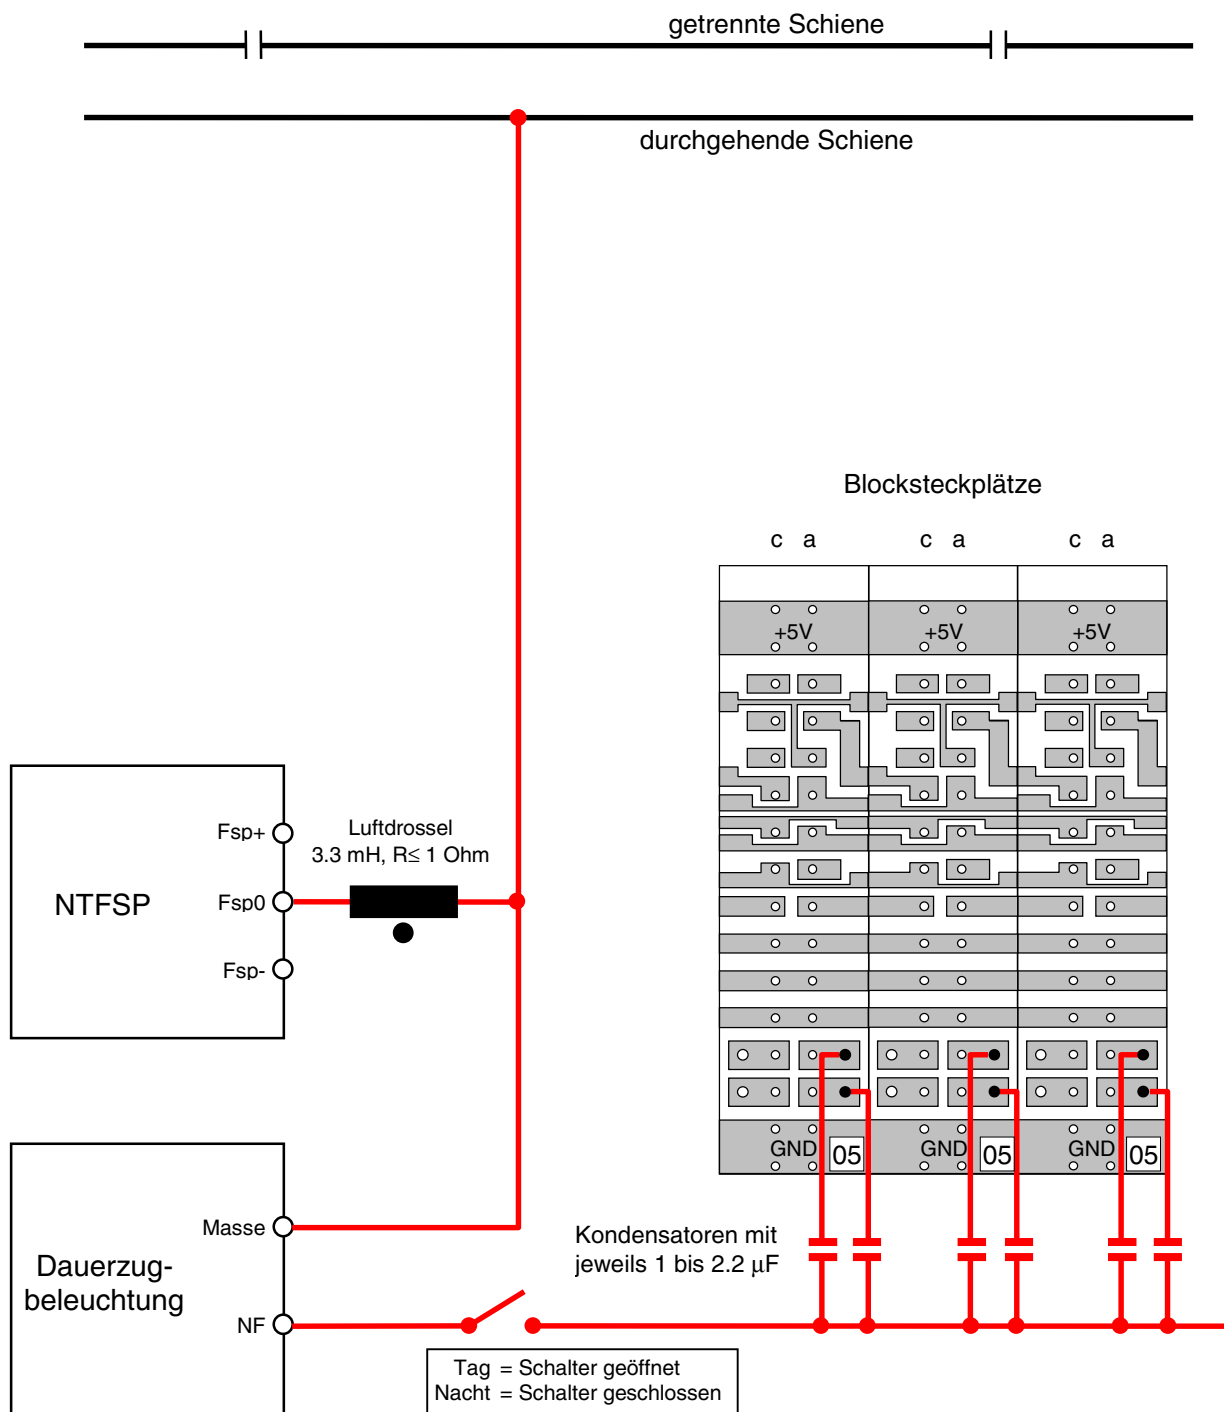 getrennte Schiene
durchgehende Schiene
Blocksteckplätze
c a c a c a
+5V +5V +5V
Luftdrossel
3.3 mH, R≤ 1 Ohm
NTFSP
Fsp+
Fsp0
Fsp-
GND 05 GND 05 GND 05
Kondensatoren mit
jeweils 1 bis 2.2 µF
Dauerzug-
beleuchtung
Masse
NF
Tag = Schalter geöffnet
Nacht = Schalter geschlossen